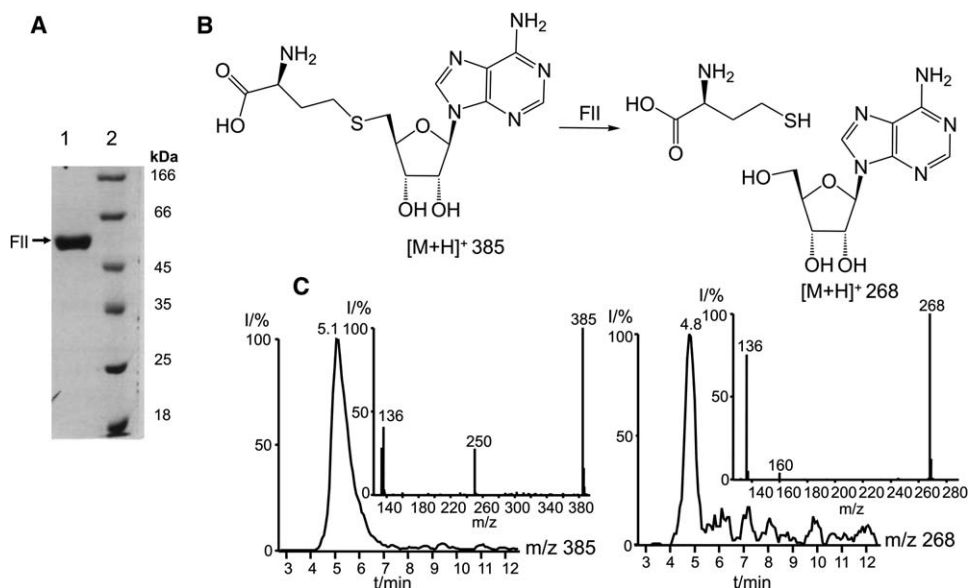 A
1 2
kDa
166
66
FII
45
35
25
18
B
NH₂
O
HO
S
O
N
N
N
N
NH₂
OH OH
[M+H]⁺ 385
FII
NH₂
HO
O
SH
NH₂
N
N
N
N
HO
O
OH OH
[M+H]⁺ 268
C
I/%
100
50
0
5.1
3 4 5 6 7 8 9 10 11 12
t/min
m/z 385
I/%
100
50
0
136
250
385
140 180 220 260 300 340 380
m/z
I/%
100
50
0
4.8
3 4 5 6 7 8 9 10 11 12
t/min
m/z 268
I/%
100
50
0
136
160
268
140 160 180 200 220 240 260 280
m/z